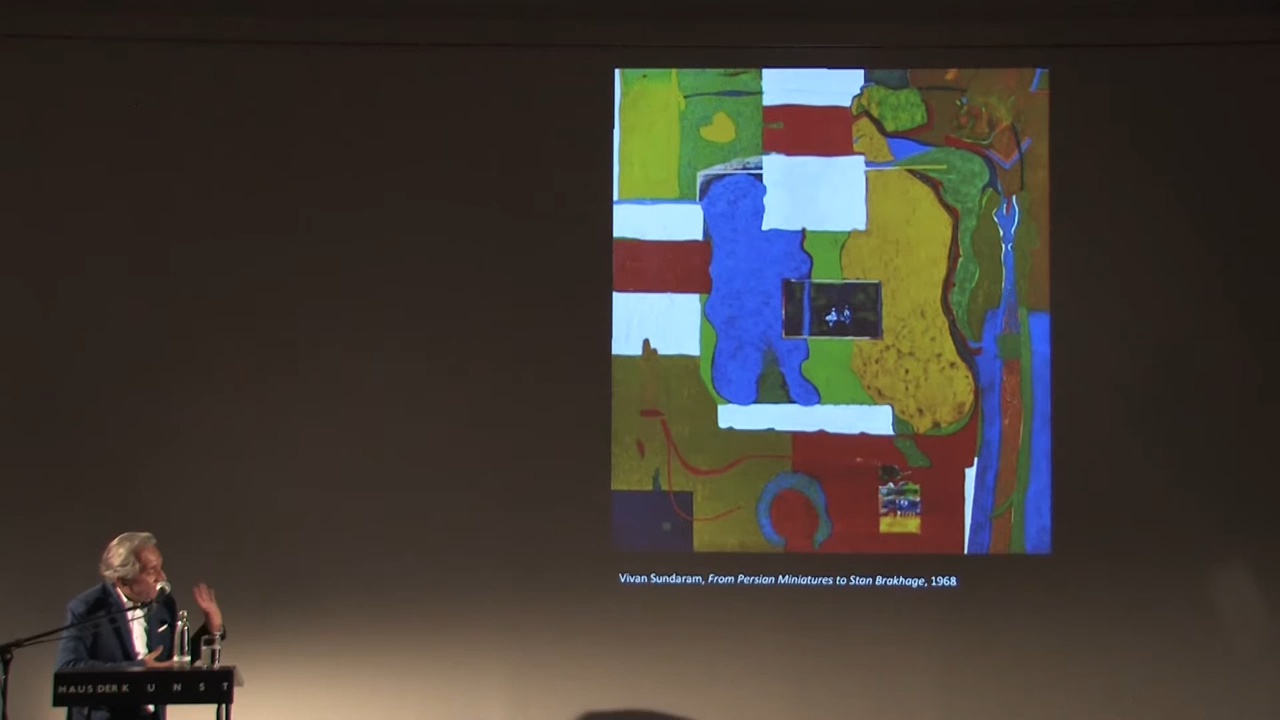 Vivan Sundaram, From Persian Miniatures to Stan Brakhage, 1968
HAUS DER K U N S T